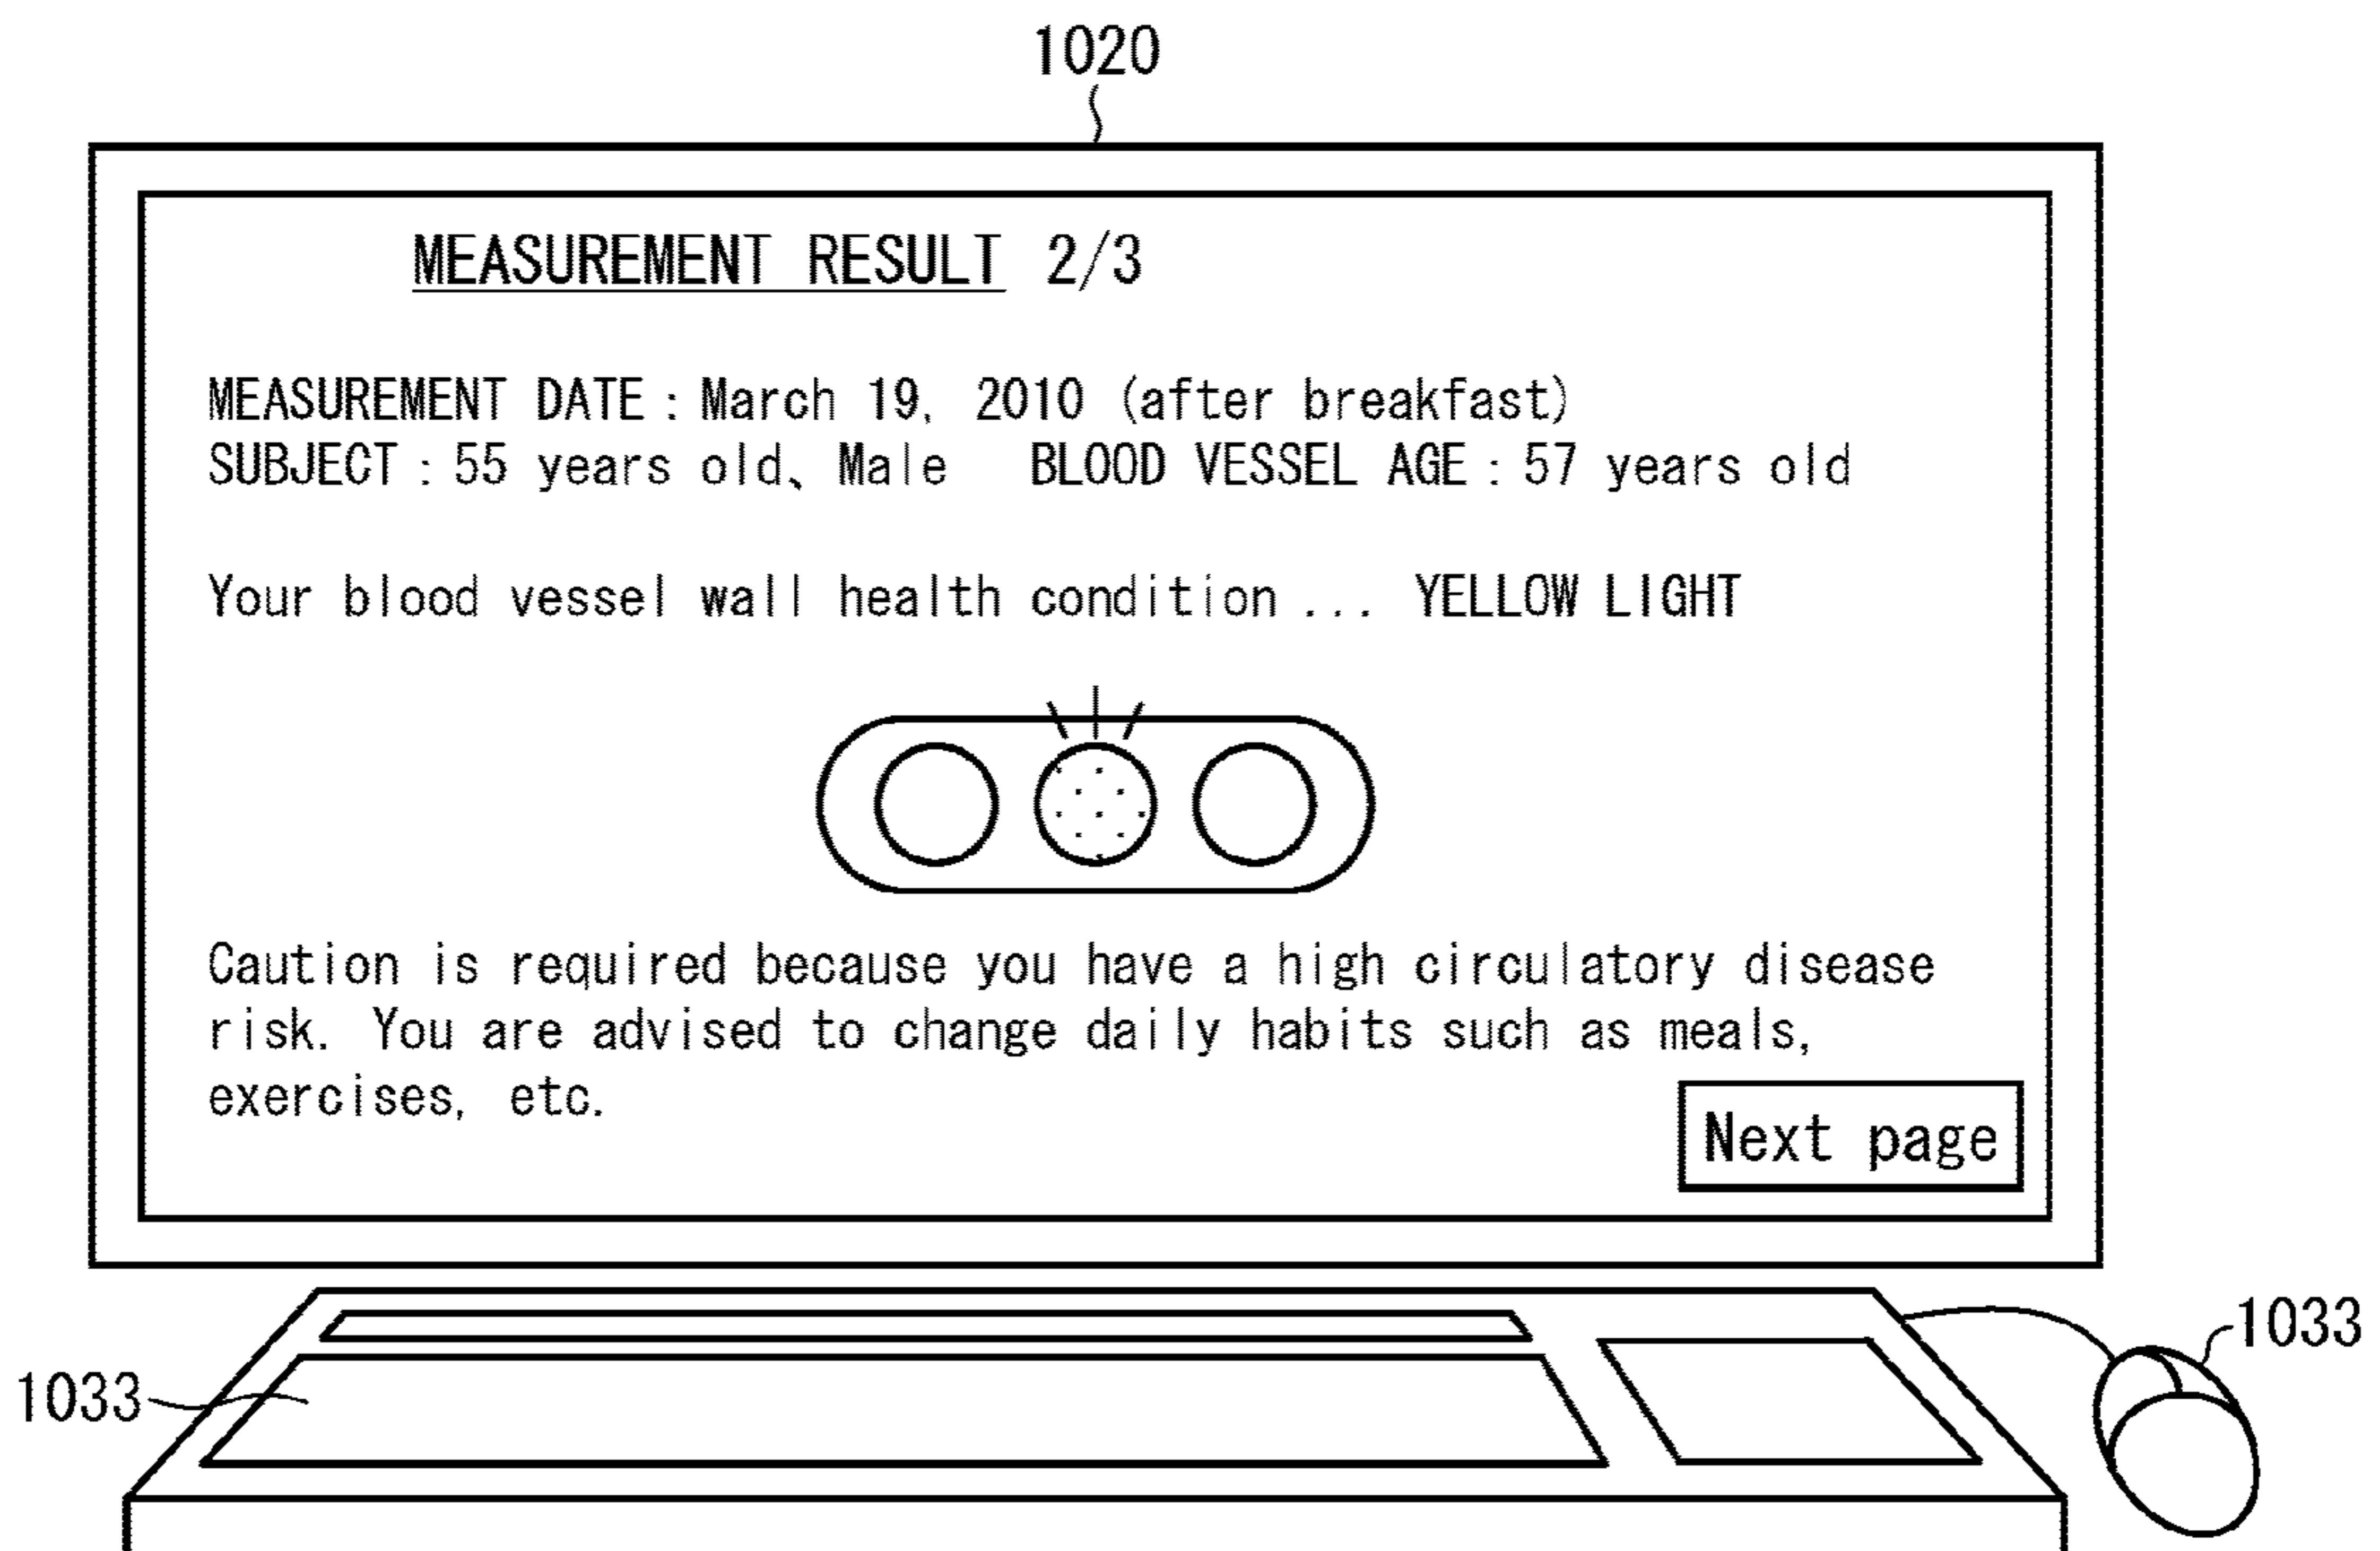 1020
MEASUREMENT RESULT 2/3
MEASUREMENT DATE : March 19, 2010 (after breakfast)
SUBJECT : 55 years old、Male BLOOD VESSEL AGE : 57 years old
Your blood vessel wall health condition ... YELLOW LIGHT
Caution is required because you have a high circulatory disease
risk. You are advised to change daily habits such as meals,
exercises, etc.
Next page
1033
1033